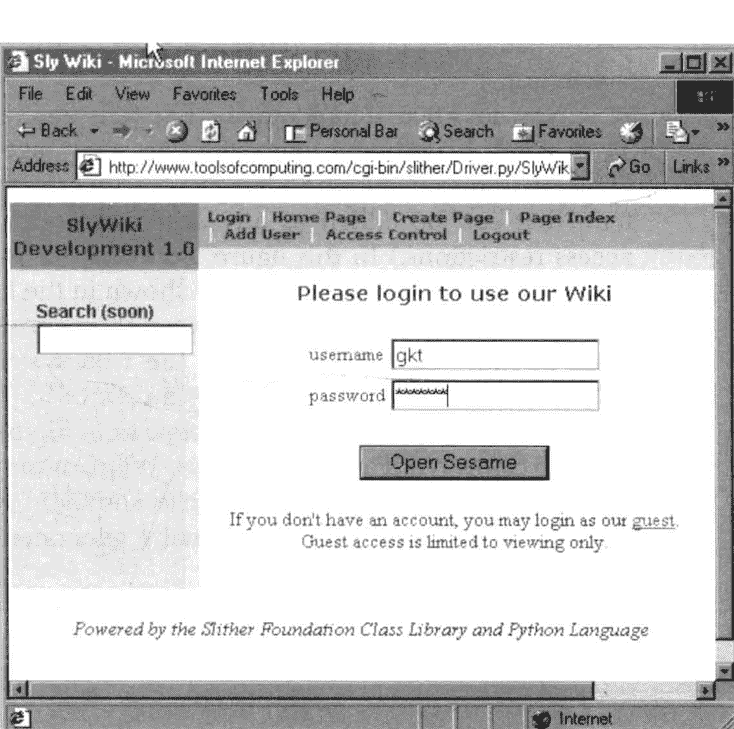 Sly Wiki - Microsoft Internet Explorer
File Edit View Favorites Tools Help
Back Personal Bar Search Favorites »
Address http://www.toolsofcomputing.com/cgi-bin/slither/Driver.py/SlyWik Go Links »
SlyWiki
Development 1.0
Login | Home Page | Create Page | Page Index
| Add User | Access Control | Logout
Search (soon)
Please login to use our Wiki
username gkt
password ********
Open Sesame
If you don't have an account, you may login as our guest.
Guest access is limited to viewing only.
Powered by the Slither Foundation Class Library and Python Language
Internet